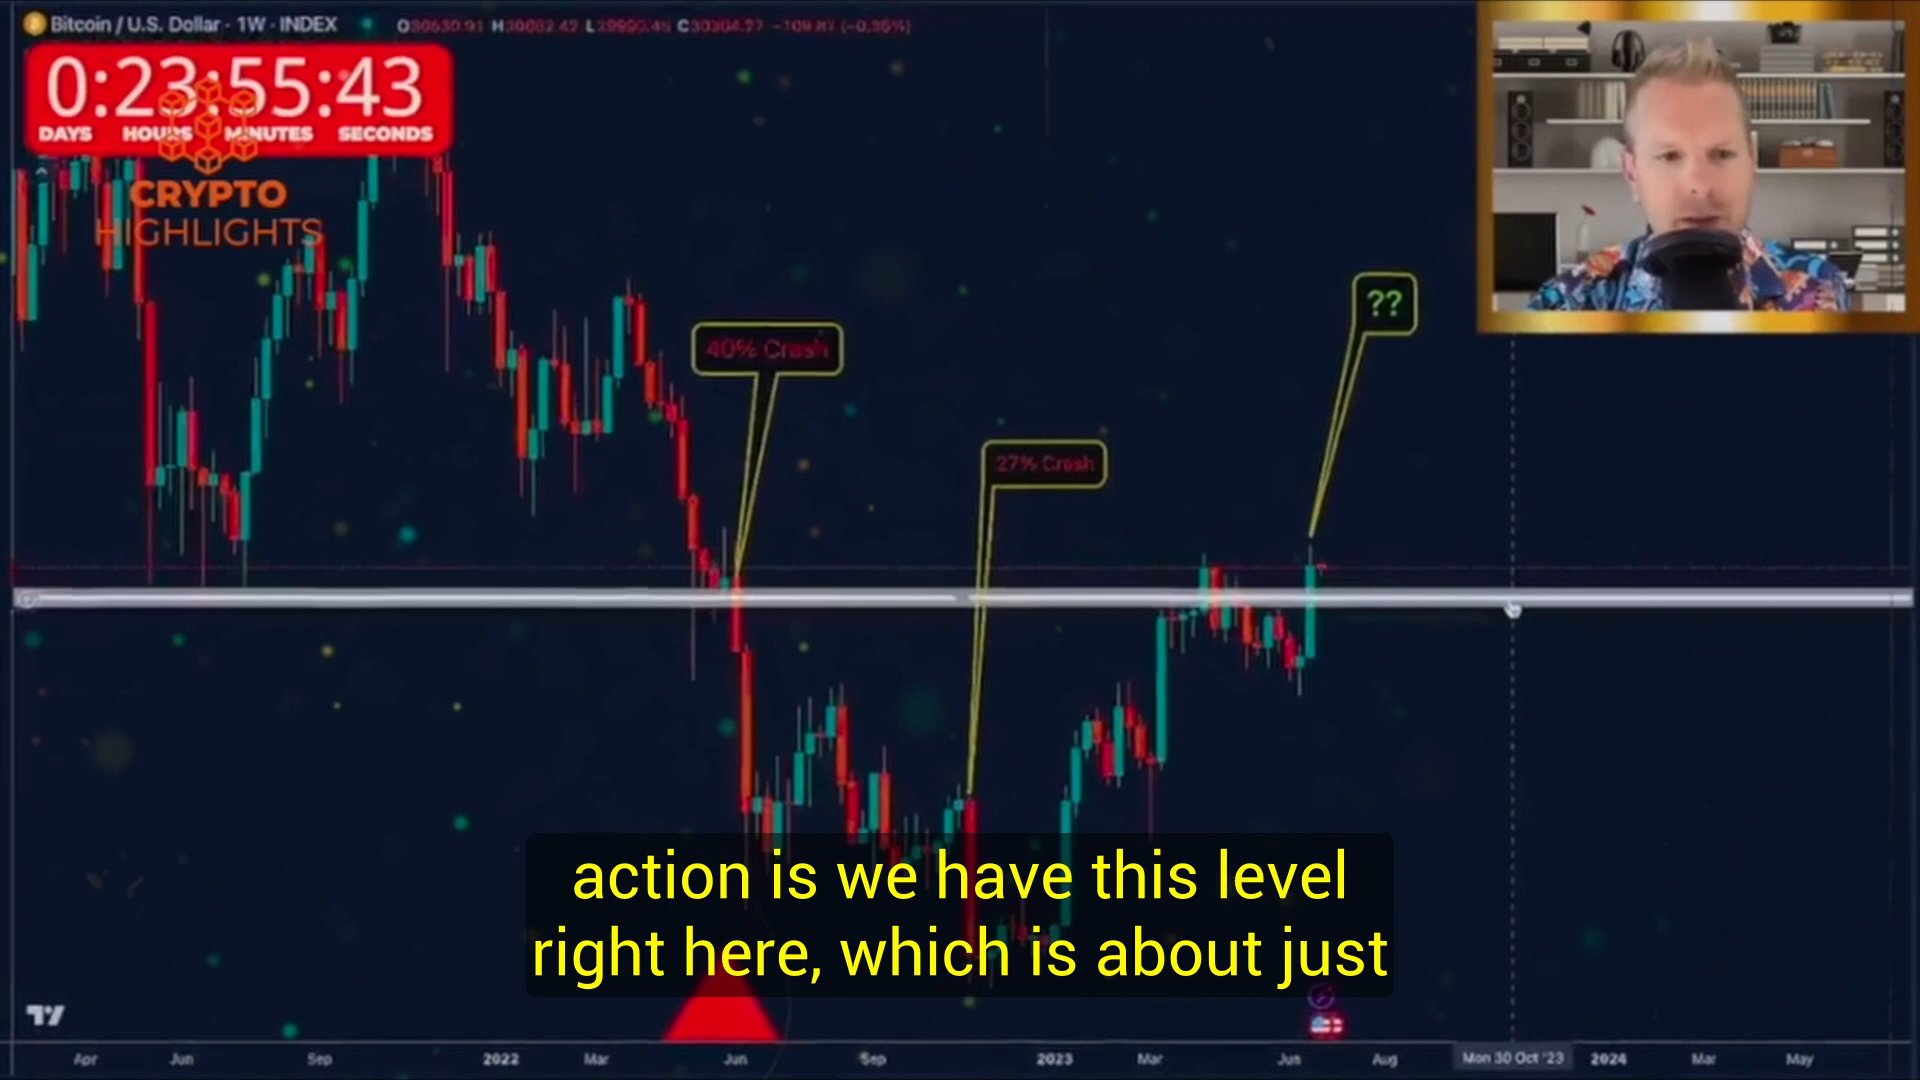 Bitcoin / U.S. Dollar · 1W · INDEX
0:23:55:43
DAYS HOURS MINUTES SECONDS
CRYPTO
HIGHLIGHTS
40% Crash
27% Crash
??
action is we have this level
right here, which is about just
Apr Jun Sep 2022 Mar Jun Sep 2023 Mar Jun Aug Mon 30 Oct '23 2024 Mar May